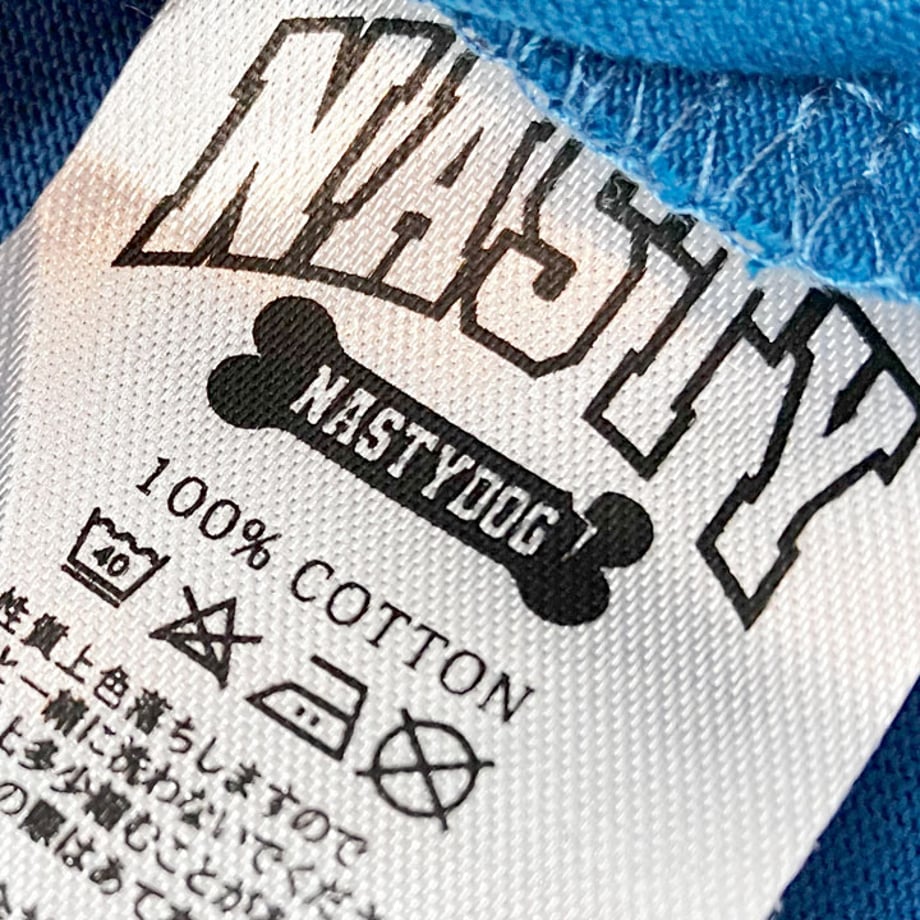 NASTY
NASTYDOG
100% COTTON
40
性質上色落ちしますので
と一緒に洗わないでくだ
上多少縮むことが
の際はあて